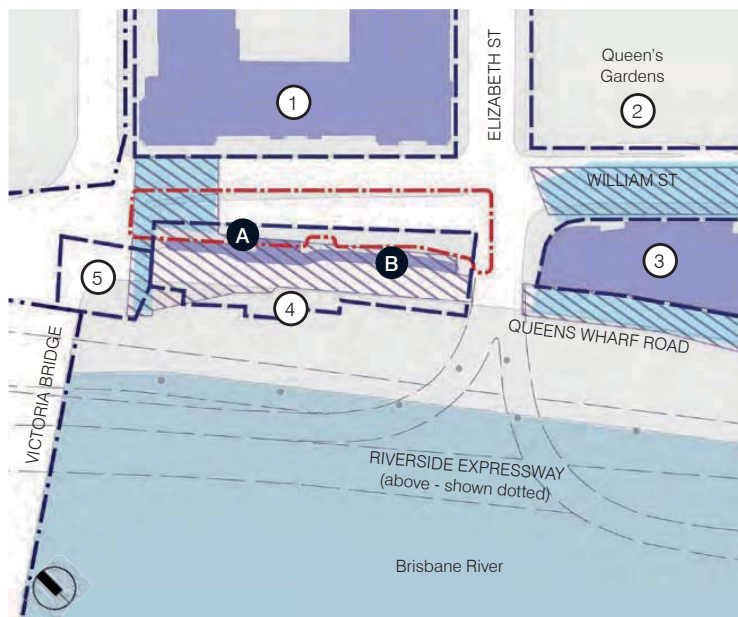 ELIZABETH ST
Queen's
Gardens
1
2
WILLIAM ST
A
B
3
5
4
QUEENS WHARF ROAD
VICTORIA BRIDGE
RIVERSIDE EXPRESSWAY
(above - shown dotted)
Brisbane River